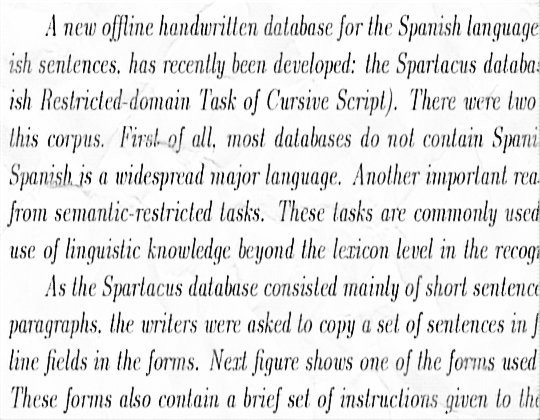 A new offline handwritten database for the Spanish language
ish sentences, has recently been developed: the Spartacus databa
ish Restricted-domain Task of Cursive Script). There were two
this corpus. First of all, most databases do not contain Spani
Spanish is a widespread major language. Another important rea
from semantic-restricted tasks. These tasks are commonly used
use of linguistic knowledge beyond the lexicon level in the recog
As the Spartacus database consisted mainly of short sentence
paragraphs, the writers were asked to copy a set of sentences in f
line fields in the forms. Next figure shows one of the forms used
These forms also contain a brief set of instructions given to the